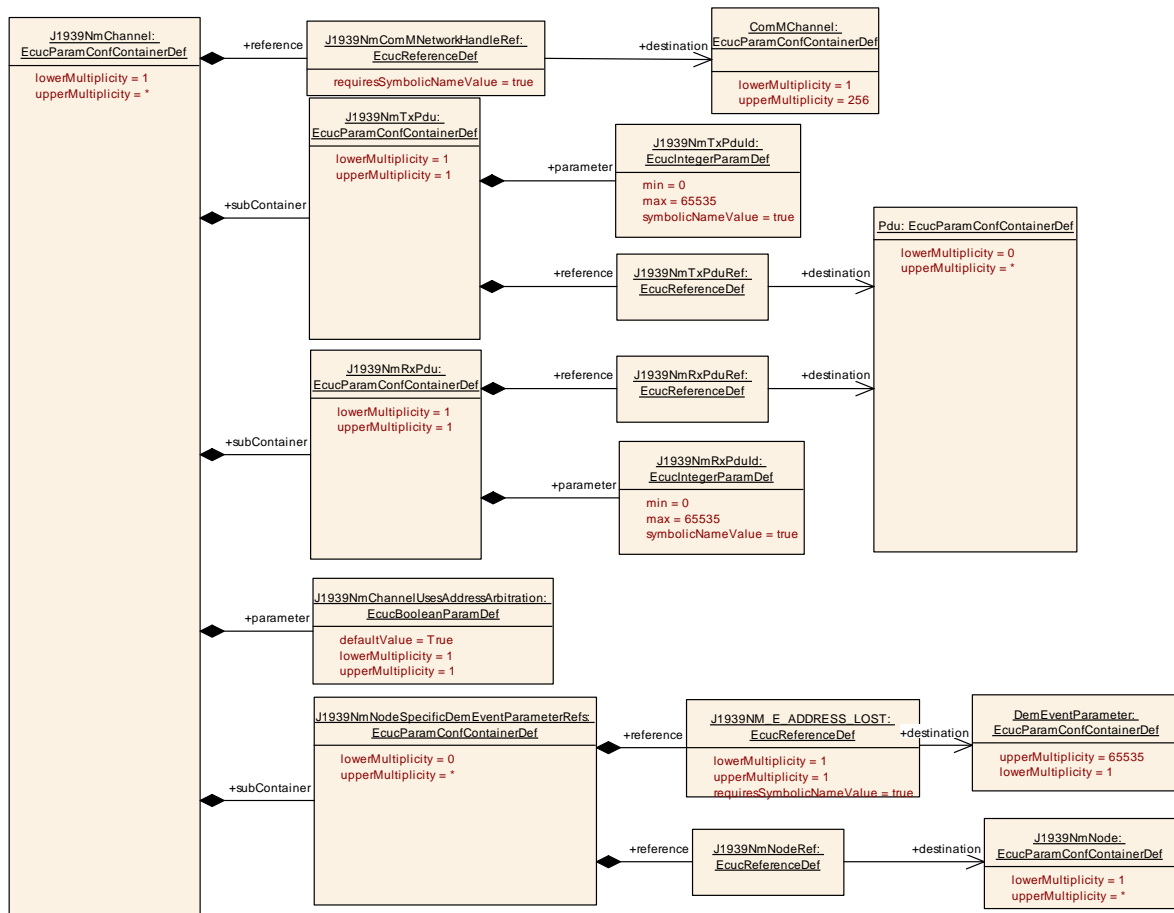 J1939NmChannel:
EcucParamConfContainerDef
lowerMultiplicity = 1
upperMultiplicity = *
+reference
J1939NmComMNetworkHandleRef:
EcucReferenceDef
requiresSymbolicNameValue = true
+destination
ComMChannel:
EcucParamConfContainerDef
lowerMultiplicity = 1
upperMultiplicity = 256
+subContainer
J1939NmTxPdu:
EcucParamConfContainerDef
lowerMultiplicity = 1
upperMultiplicity = 1
+parameter
J1939NmTxPduId:
EcucIntegerParamDef
min = 0
max = 65535
symbolicNameValue = true
+reference
J1939NmTxPduRef:
EcucReferenceDef
+destination
Pdu: EcucParamConfContainerDef
lowerMultiplicity = 0
upperMultiplicity = *
+subContainer
J1939NmRxPdu:
EcucParamConfContainerDef
lowerMultiplicity = 1
upperMultiplicity = 1
+reference
J1939NmRxPduRef:
EcucReferenceDef
+destination
+parameter
J1939NmRxPduId:
EcucIntegerParamDef
min = 0
max = 65535
symbolicNameValue = true
+parameter
J1939NmChannelUsesAddressArbitration:
EcucBooleanParamDef
defaultValue = True
lowerMultiplicity = 1
upperMultiplicity = 1
+subContainer
J1939NmNodeSpecificDemEventParameterRefs:
EcucParamConfContainerDef
lowerMultiplicity = 0
upperMultiplicity = *
+reference
J1939NM_E_ADDRESS_LOST:
EcucReferenceDef
lowerMultiplicity = 1
upperMultiplicity = 1
requiresSymbolicNameValue = true
+destination
DemEventParameter:
EcucParamConfContainerDef
upperMultiplicity = 65535
lowerMultiplicity = 1
+reference
J1939NmNodeRef:
EcucReferenceDef
+destination
J1939NmNode:
EcucParamConfContainerDef
lowerMultiplicity = 1
upperMultiplicity = *